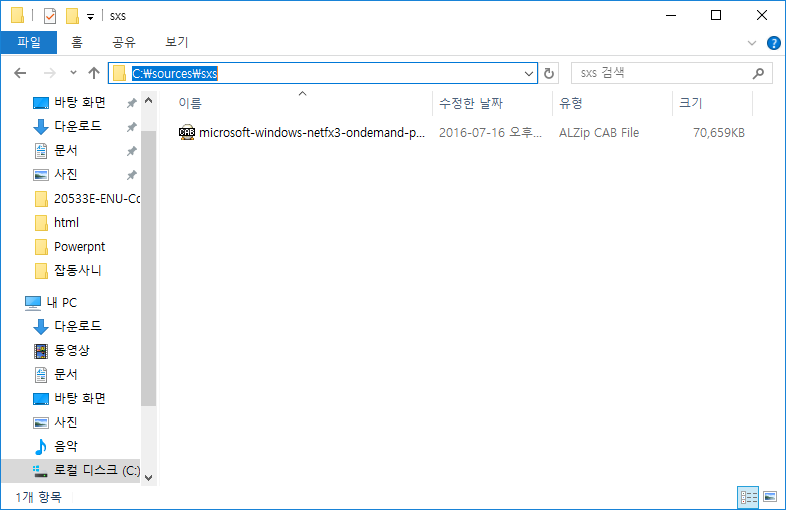 sxs
파일 홈 공유 보기
C:₩sources₩sxs
sxs 검색
바탕 화면
다운로드
문서
사진
20533E-ENU-Co
html
Powerpnt
잡동사니
내 PC
다운로드
동영상
문서
바탕 화면
사진
음악
로컬 디스크 (C:)
이름 수정한 날짜 유형 크기
microsoft-windows-netfx3-ondemand-p... 2016-07-16 오후... ALZip CAB File 70,659KB
1개 항목